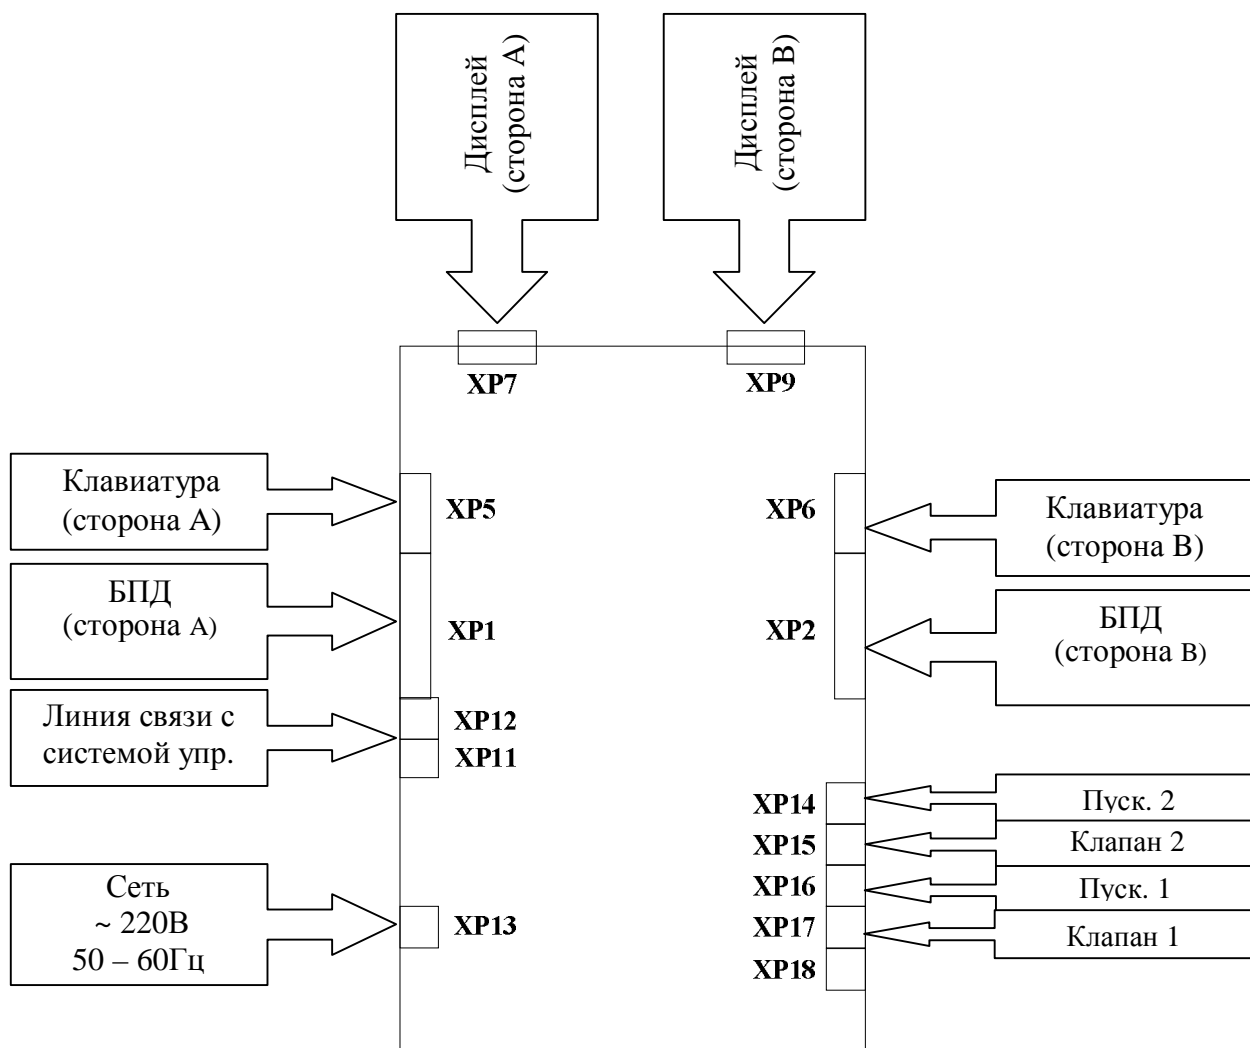 Дисплей
(сторона А)
Дисплей
(сторона В)
XP7
XP9
Клавиатура
(сторона А)
XP5
XP6
Клавиатура
(сторона В)
БПД
(сторона А)
XP1
XP2
БПД
(сторона В)
Линия связи с
системой упр.
XP12
XP11
XP14
Пуск. 2
XP15
Клапан 2
XP16
Пуск. 1
Сеть
~ 220В
50 – 60Гц
XP13
XP17
Клапан 1
XP18